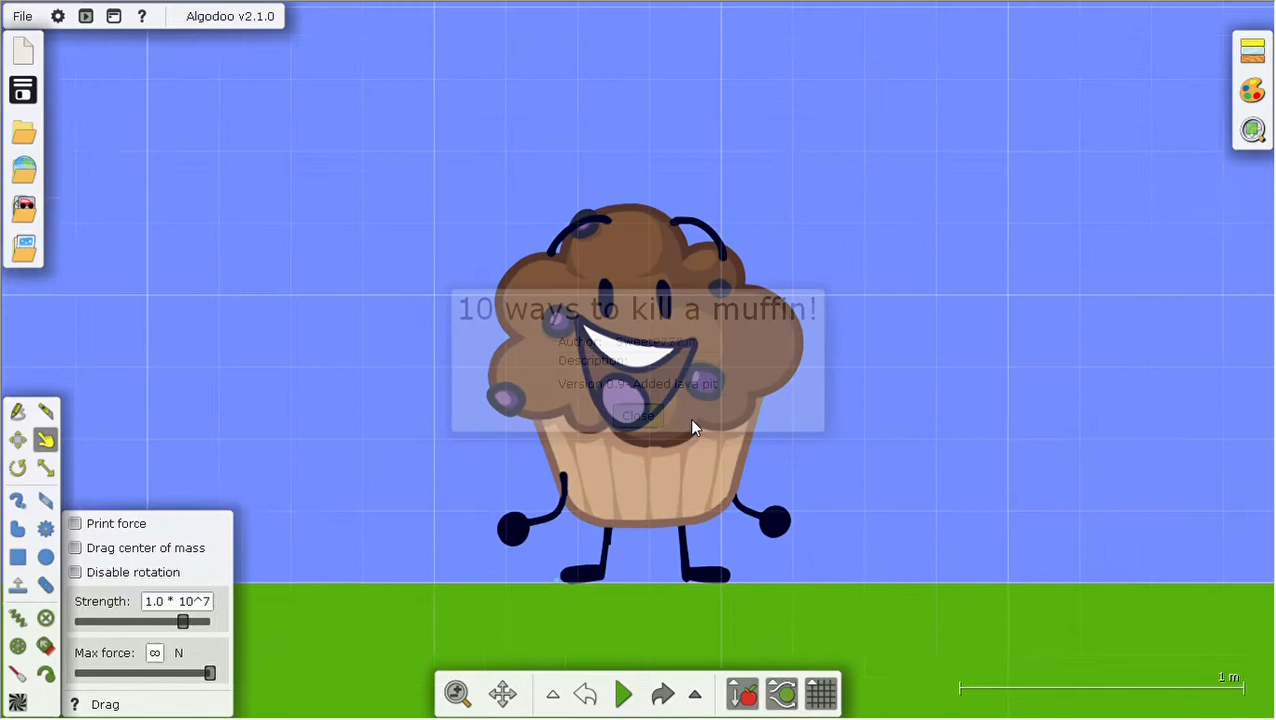 File ? Algodoo v2.1.0
10 ways to kill a muffin!
Author:
Description:
Version 0.9- Added lava pit
Close
Print force
Drag center of mass
Disable rotation
Strength: 1.0 * 10^7
Max force: ∞ N
? Drag
1 m